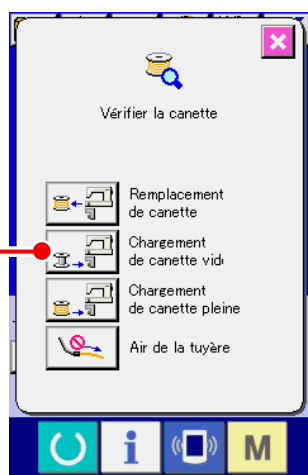 Vérifier la canette
Remplacement
de canette
Chargement
de canette vid
Chargement
de canette pleine
Air de la tuyère
i
M